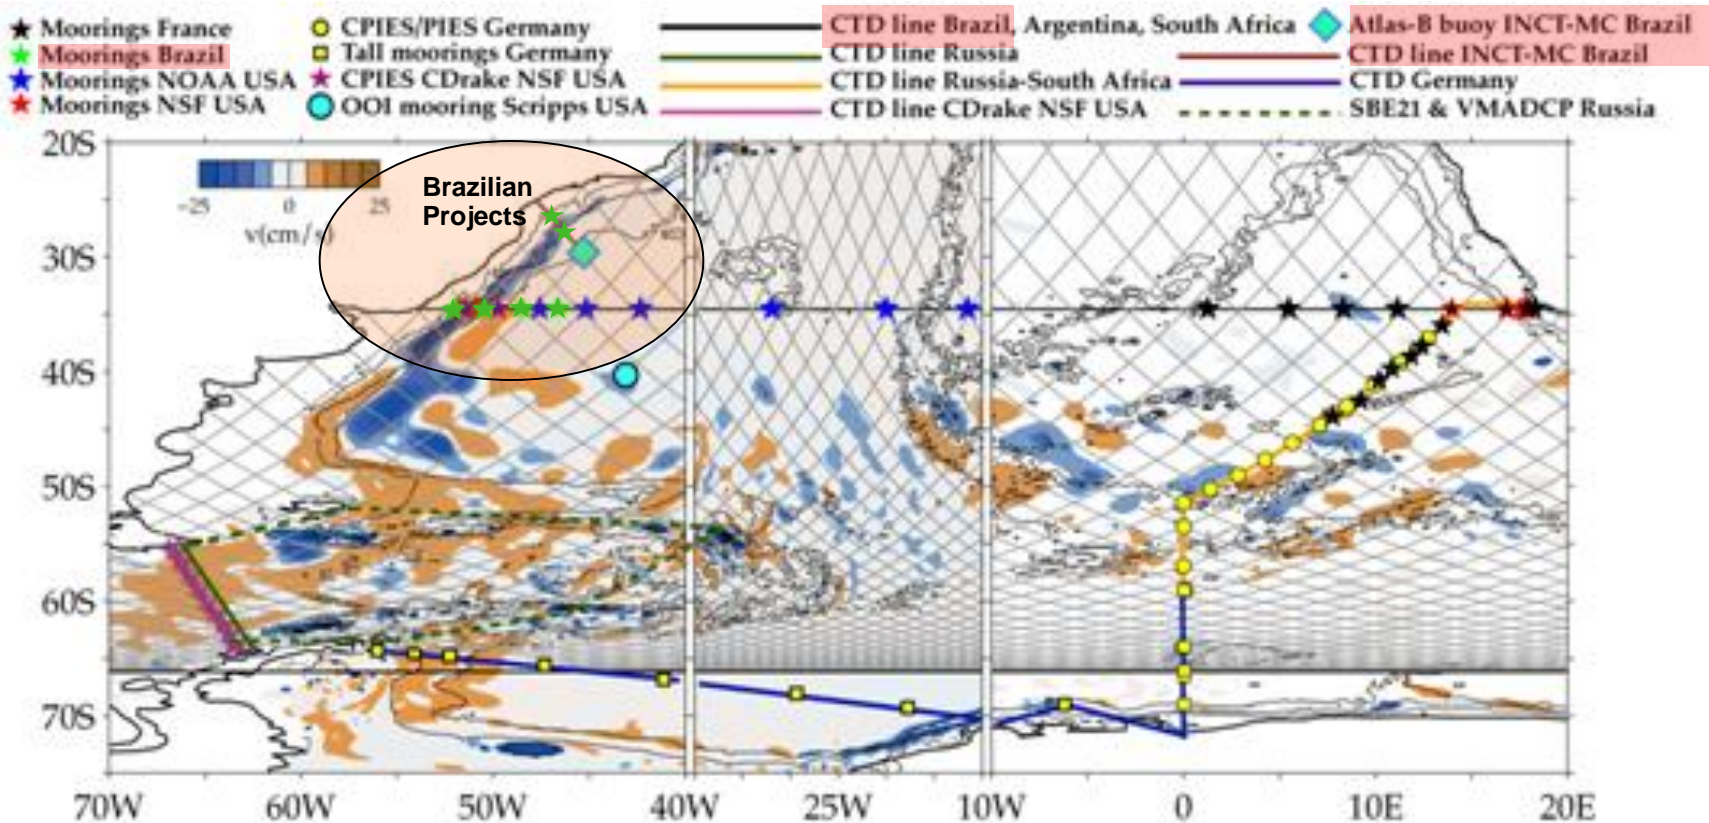 Moorings France
CPIES/PIES Germany
CTD line Brazil, Argentina, South Africa
Atlas-B buoy INCT-MC Brazil
Moorings Brazil
Tall moorings Germany
CTD line Russia
CTD line INCT-MC Brazil
Moorings NOAA USA
CPIES CDrake NSF USA
CTD line Russia-South Africa
CTD Germany
Moorings NSF USA
OOI mooring Scripps USA
CTD line CDrake NSF USA
SBE21 & VMADCP Russia
20S
Brazilian
Projects
-25
0
25
v(cm/s)
30S
40S
50S
60S
70S
70W
60W
50W
40W
25W
10W
0
10E
20E